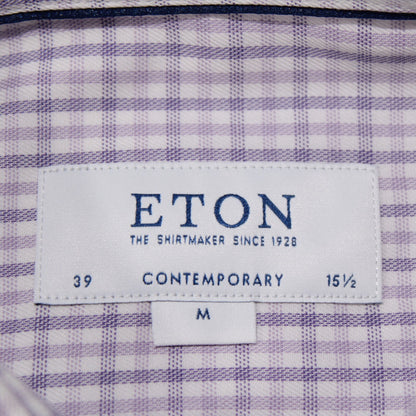 ETON
THE SHIRTMAKER SINCE 1928
39 CONTEMPORARY 15½
M